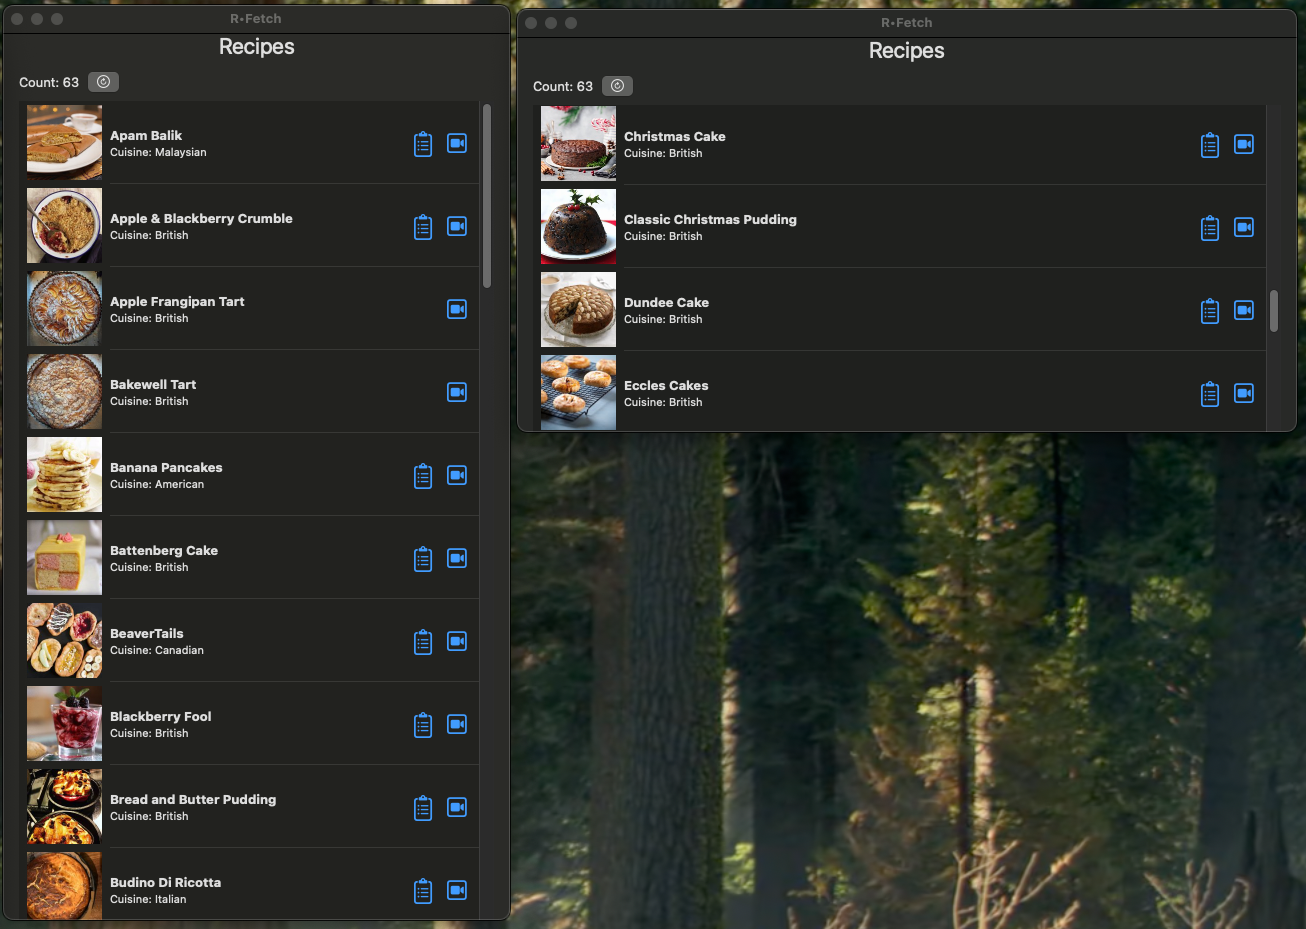 R•Fetch
Recipes
Count: 63
Apam Balik
Cuisine: Malaysian
Apple & Blackberry Crumble
Cuisine: British
Apple Frangipan Tart
Cuisine: British
Bakewell Tart
Cuisine: British
Banana Pancakes
Cuisine: American
Battenberg Cake
Cuisine: British
BeaverTails
Cuisine: Canadian
Blackberry Fool
Cuisine: British
Bread and Butter Pudding
Cuisine: British
Budino Di Ricotta
Cuisine: Italian
R•Fetch
Recipes
Count: 63
Christmas Cake
Cuisine: British
Classic Christmas Pudding
Cuisine: British
Dundee Cake
Cuisine: British
Eccles Cakes
Cuisine: British